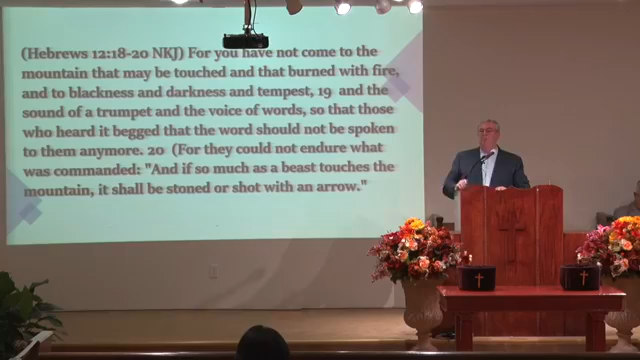 (Hebrews 12:18-20 NKJ) For you have not come to the
mountain that may be touched and that burned with fire,
and to blackness and darkness and tempest, 19 and the
sound of a trumpet and the voice of words, so that those
who heard it begged that the word should not be spoken
to them anymore. 20 (For they could not endure what
was commanded: "And if so much as a beast touches the
mountain, it shall be stoned or shot with an arrow."